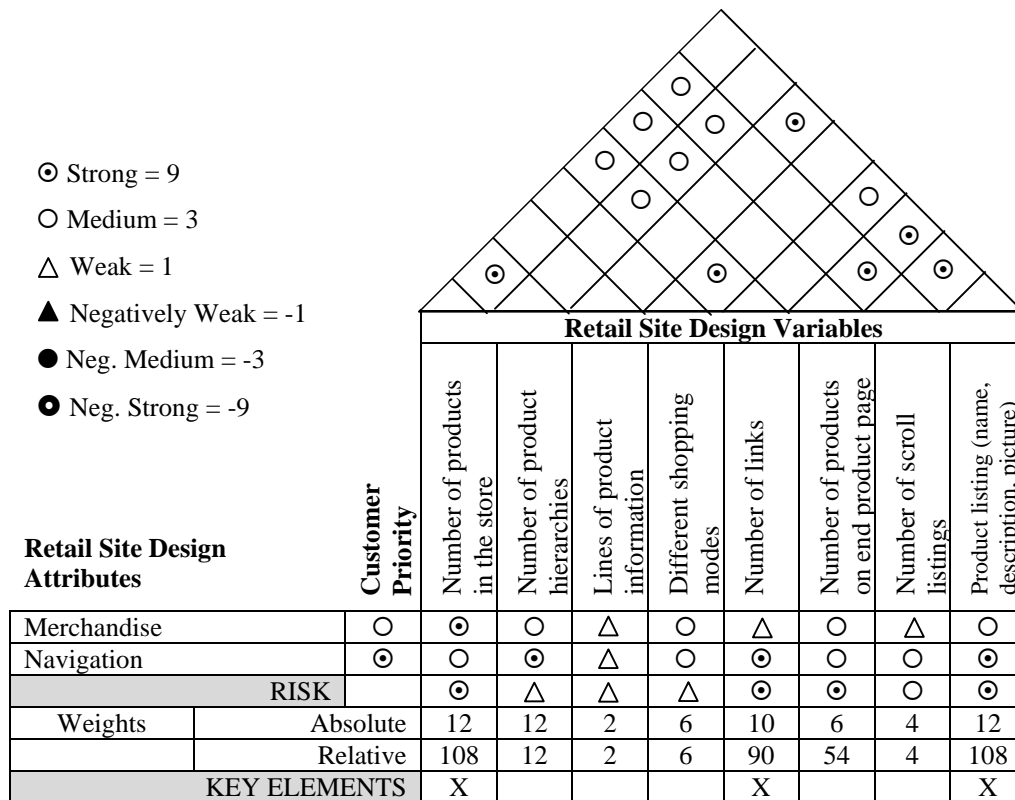 ⊙ Strong = 9
○ Medium = 3
△ Weak = 1
▲ Negatively Weak = -1
● Neg. Medium = -3
Neg. Strong = -9
Retail Site Design Variables
Retail Site Design
Attributes
Customer
Priority
Number of products
in the store
Number of product
hierarchies
Lines of product
information
Different shopping
modes
Number of links
Number of products
on end product page
Number of scroll
listings
Product listing (name,
description, picture)
Merchandise ○ ⊙ ○ △ ○ △ ○ △ ○
Navigation ⊙ ○ ⊙ △ ○ ⊙ ○ ○ ⊙
RISK ⊙ △ △ △ ⊙ ⊙ ○ ⊙
Weights Absolute 12 12 2 6 10 6 4 12
Relative 108 12 2 6 90 54 4 108
KEY ELEMENTS X X X